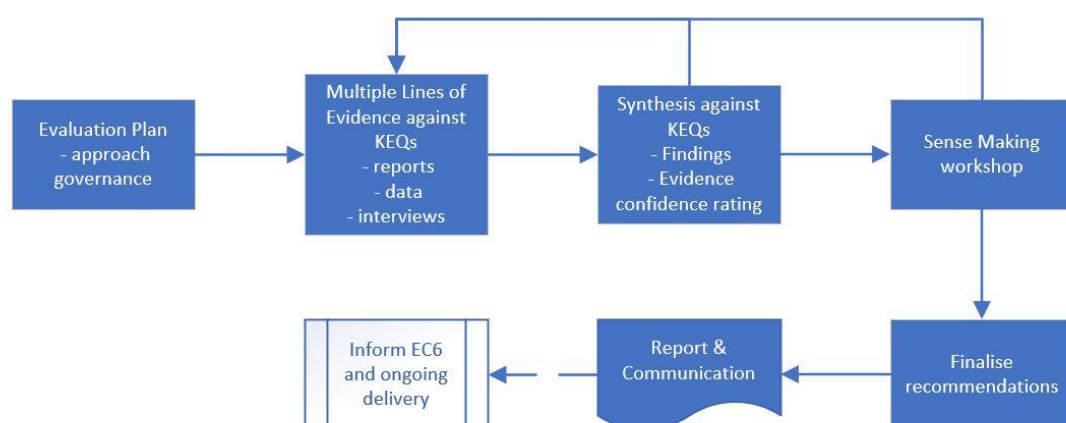 Evaluation Plan
- approach
governance
Multiple Lines of
Evidence against
KEQs
- reports
- data
- interviews
Synthesis against
KEQs
- Findings
- Evidence
confidence rating
Sense Making
workshop
Inform EC6
and ongoing
delivery
Report &
Communication
Finalise
recommendations